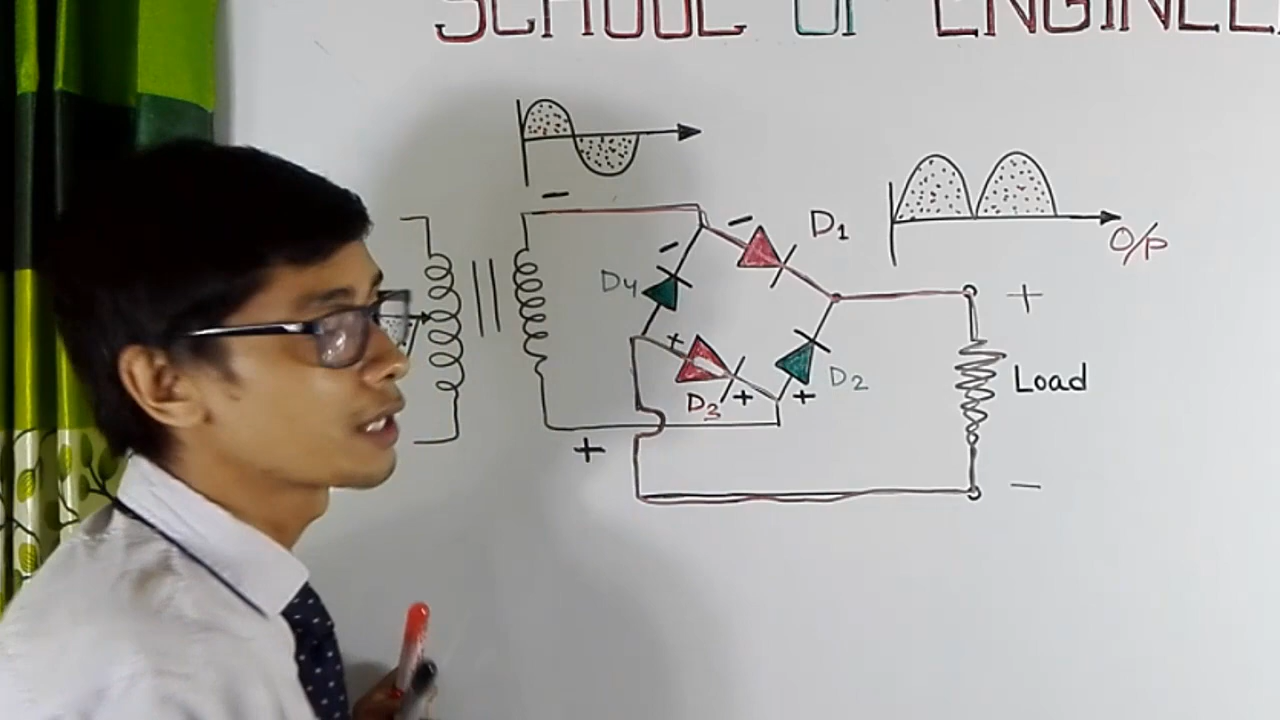 SCHOOL OF ENGINEE
−
− D1
O/P
− D4
+
+
D3 + + D2
Load
+
−